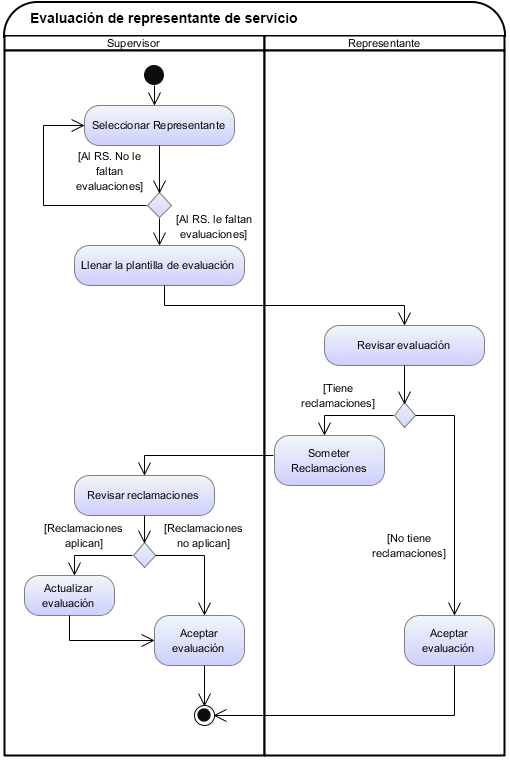 Evaluación de representante de servicio
Supervisor
Representante
Seleccionar Representante
[Al RS. No le
faltan
evaluaciones]
[Al RS. le faltan
evaluaciones]
Llenar la plantilla de evaluación
Revisar evaluación
[Tiene
reclamaciones]
Someter
Reclamaciones
Revisar reclamaciones
[Reclamaciones
aplican]
[Reclamaciones
no aplican]
[No tiene
reclamaciones]
Actualizar
evaluación
Aceptar
evaluación
Aceptar
evaluación